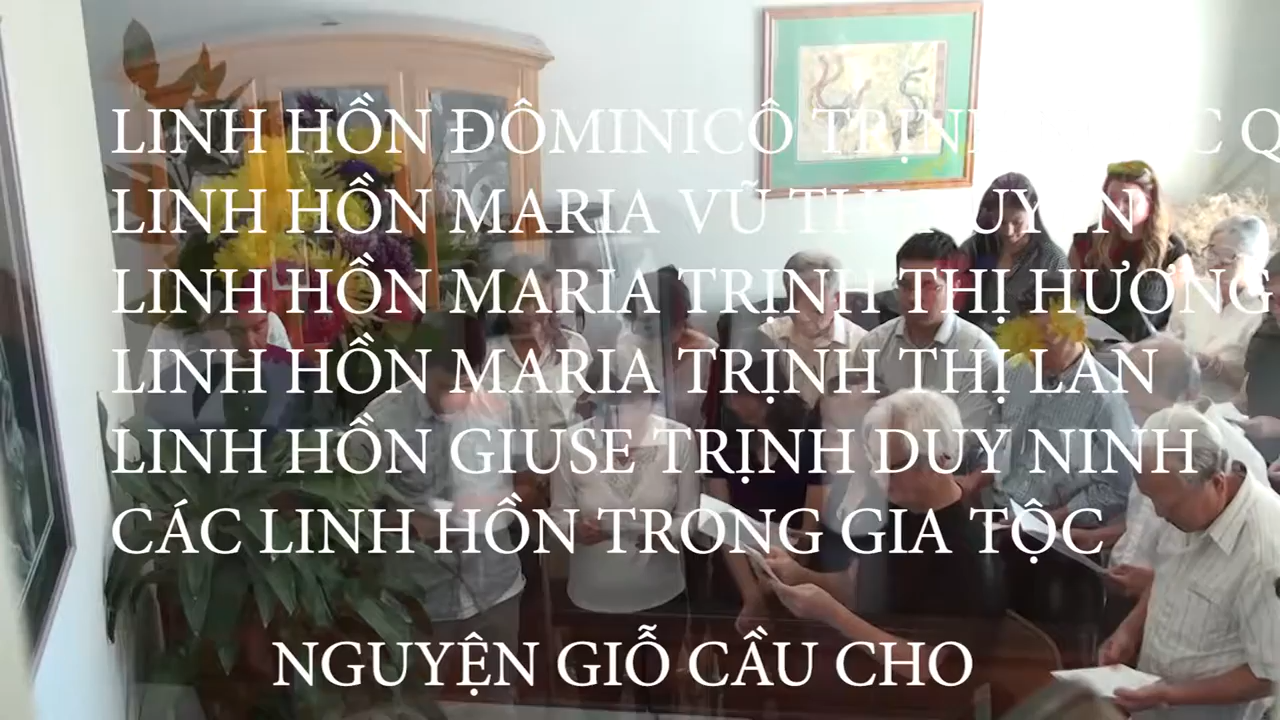 LINH HỒN ĐÔMINICÔ TRỊNH
LINH HỒN MARIA VŨ THỊ
LINH HỒN MARIA TRỊNH THỊ HƯƠNG
LINH HỒN MARIA TRỊNH THỊ LAN
LINH HỒN GIUSE TRỊNH DUY NINH
CÁC LINH HỒN TRONG GIA TỘC
NGUYỆN GIỖ CẦU CHO